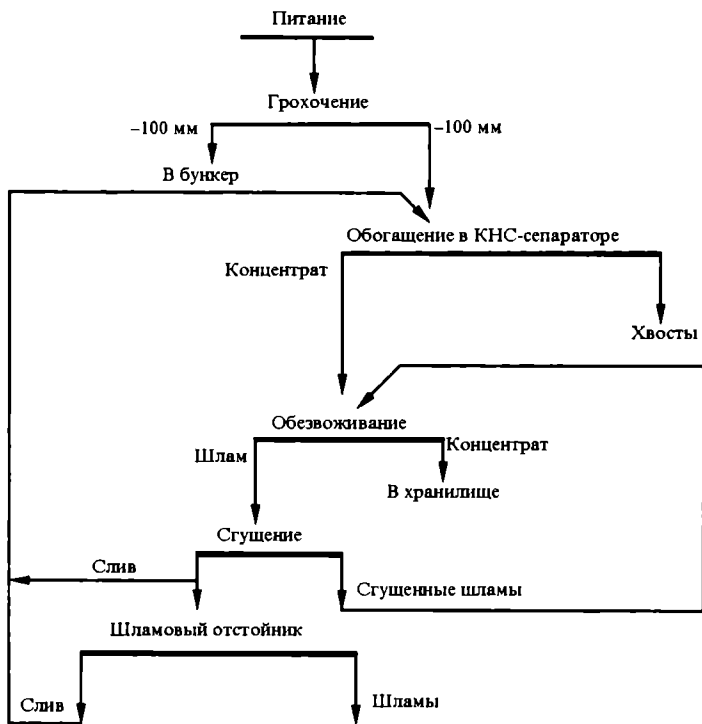 Питание
Грохочение
–100 мм
–100 мм
В бункер
Обогащение в КНС-сепараторе
Концентрат
Хвосты
Обезвоживание
Шлам
Концентрат
В хранилище
Сгущение
Слив
Сгущенные шламы
Шламовый отстойник
Слив
Шламы